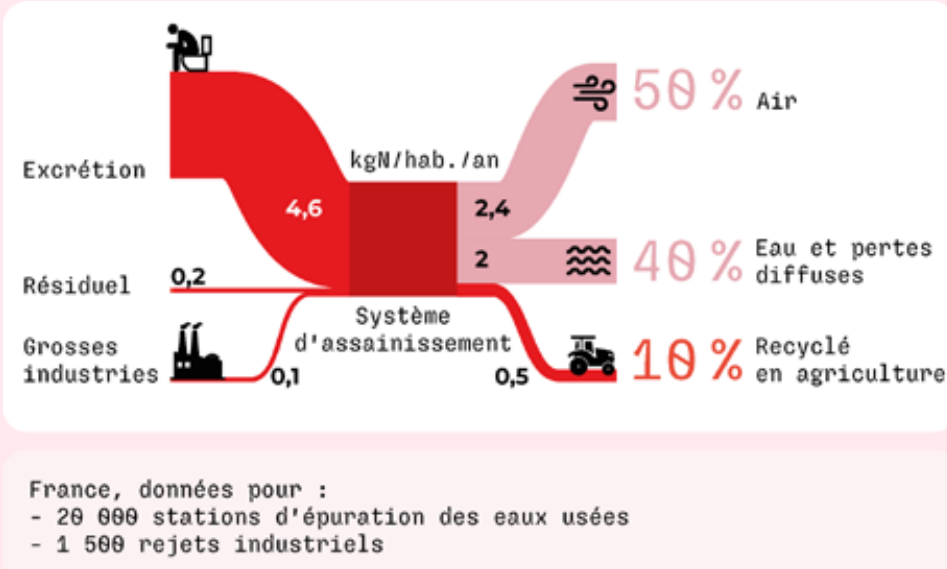 50 % Air
kgN/hab./an
Excrétion
4,6
2,4
2
40 % Eau et pertes
diffuses
Résiduel
0,2
Système
d'assainissement
Grosses
industries
0,1
0,5
10 % Recyclé
en agriculture
France, données pour :
- 20 000 stations d'épuration des eaux usées
- 1 500 rejets industriels